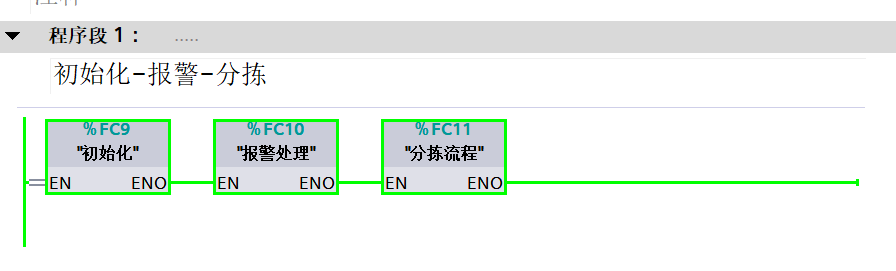 程序段 1： .....
初始化-报警-分拣
%FC9
"初始化"
EN ENO
%FC10
"报警处理"
EN ENO
%FC11
"分拣流程"
EN ENO